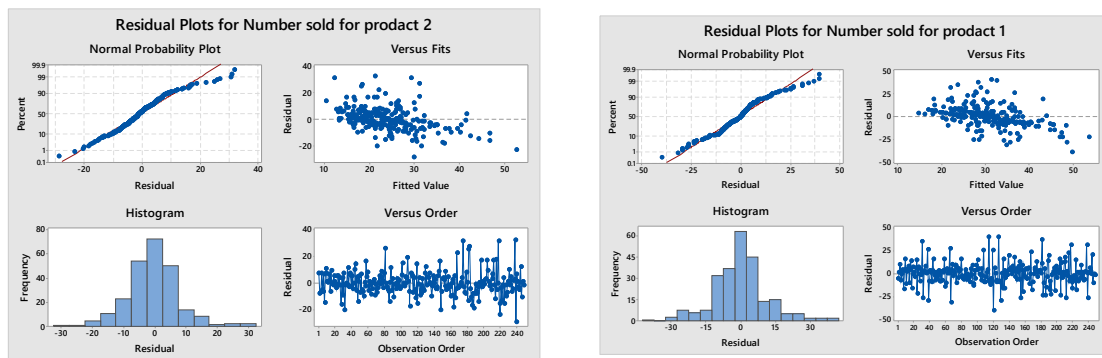 Residual Plots for Number sold for prodact 2
Normal Probability Plot
Percent
99.9
99
90
50
10
1
0.1
-20 0 20 40
Residual
Versus Fits
Residual
40
20
0
-20
10 20 30 40 50
Fitted Value
Histogram
Frequency
80
60
40
20
0
-30 -20 -10 0 10 20 30
Residual
Versus Order
Residual
40
20
0
-20
1 20 40 60 80 100 120 140 160 180 200 220 240
Observation Order
Residual Plots for Number sold for prodact 1
Normal Probability Plot
Percent
99.9
99
90
50
10
1
0.1
-50 -25 0 25 50
Residual
Versus Fits
Residual
50
25
0
-25
-50
10 20 30 40 50
Fitted Value
Histogram
Frequency
60
45
30
15
0
-30 -15 0 15 30
Residual
Versus Order
Residual
50
25
0
-25
-50
1 20 40 60 80 100 120 140 160 180 200 220 240
Observation Order